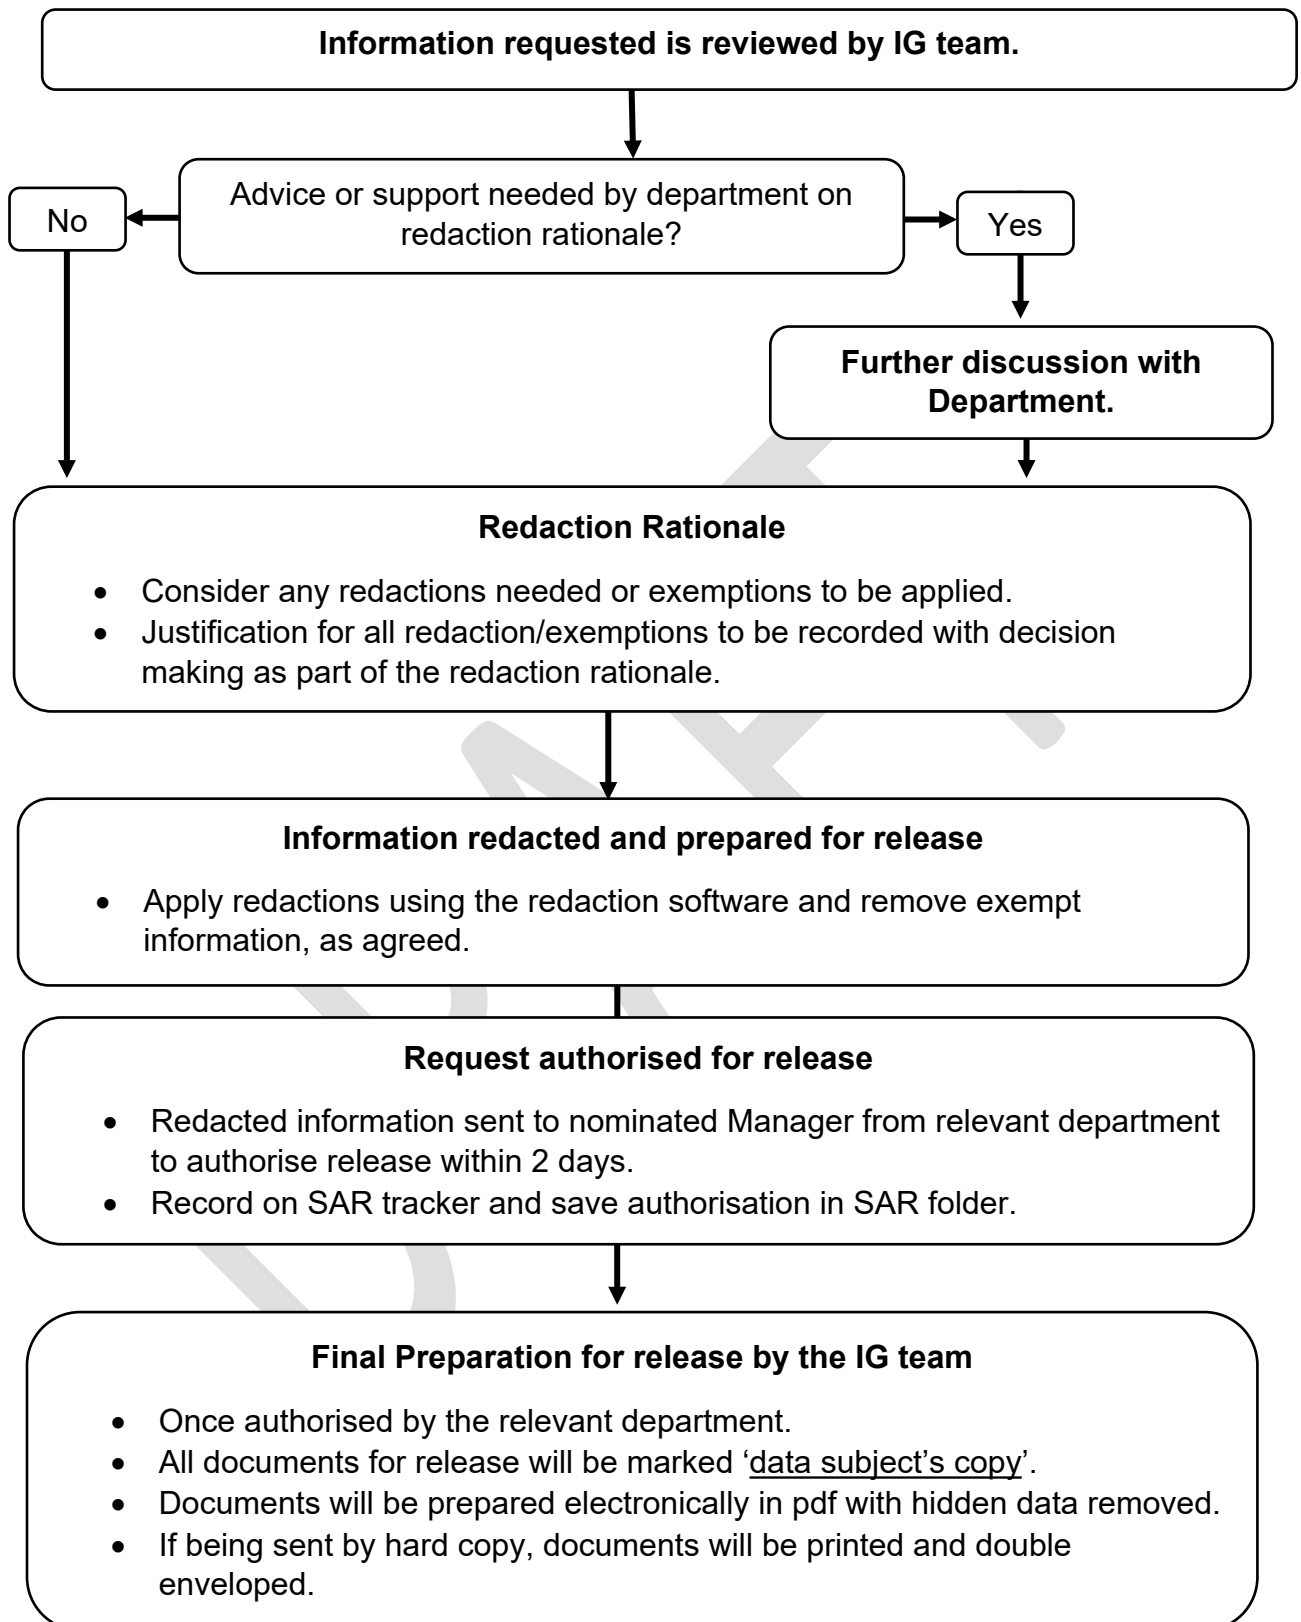 Information requested is reviewed by IG team.
Advice or support needed by department on
redaction rationale?
No
Yes
Further discussion with
Department.
Redaction Rationale
• Consider any redactions needed or exemptions to be applied.
• Justification for all redaction/exemptions to be recorded with decision
making as part of the redaction rationale.
Information redacted and prepared for release
• Apply redactions using the redaction software and remove exempt
information, as agreed.
Request authorised for release
• Redacted information sent to nominated Manager from relevant department
to authorise release within 2 days.
• Record on SAR tracker and save authorisation in SAR folder.
Final Preparation for release by the IG team
• Once authorised by the relevant department.
• All documents for release will be marked ‘data subject’s copy’.
• Documents will be prepared electronically in pdf with hidden data removed.
• If being sent by hard copy, documents will be printed and double
enveloped.